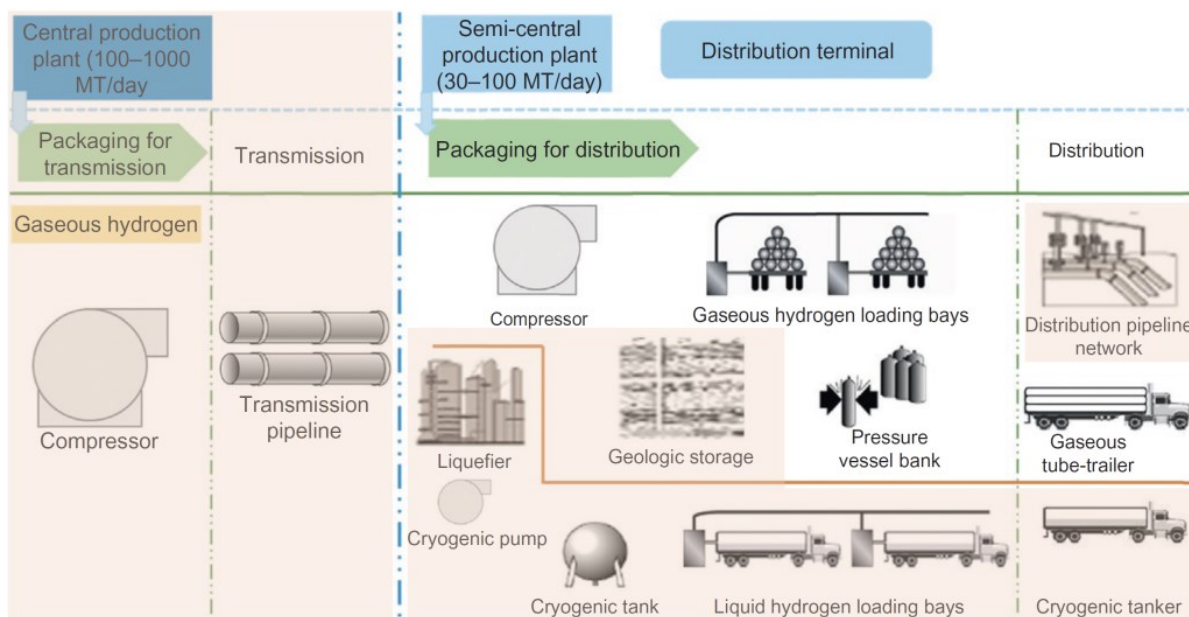 Central production
plant (100–1000
MT/day
Semi-central
production plant
(30–100 MT/day)
Distribution terminal
Packaging for
transmission
Transmission
Packaging for distribution
Distribution
Gaseous hydrogen
Compressor
Transmission
pipeline
Compressor
Gaseous hydrogen loading bays
Distribution pipeline
network
Liquefier
Geologic storage
Pressure
vessel bank
Gaseous
tube-trailer
Cryogenic pump
Cryogenic tank
Liquid hydrogen loading bays
Cryogenic tanker